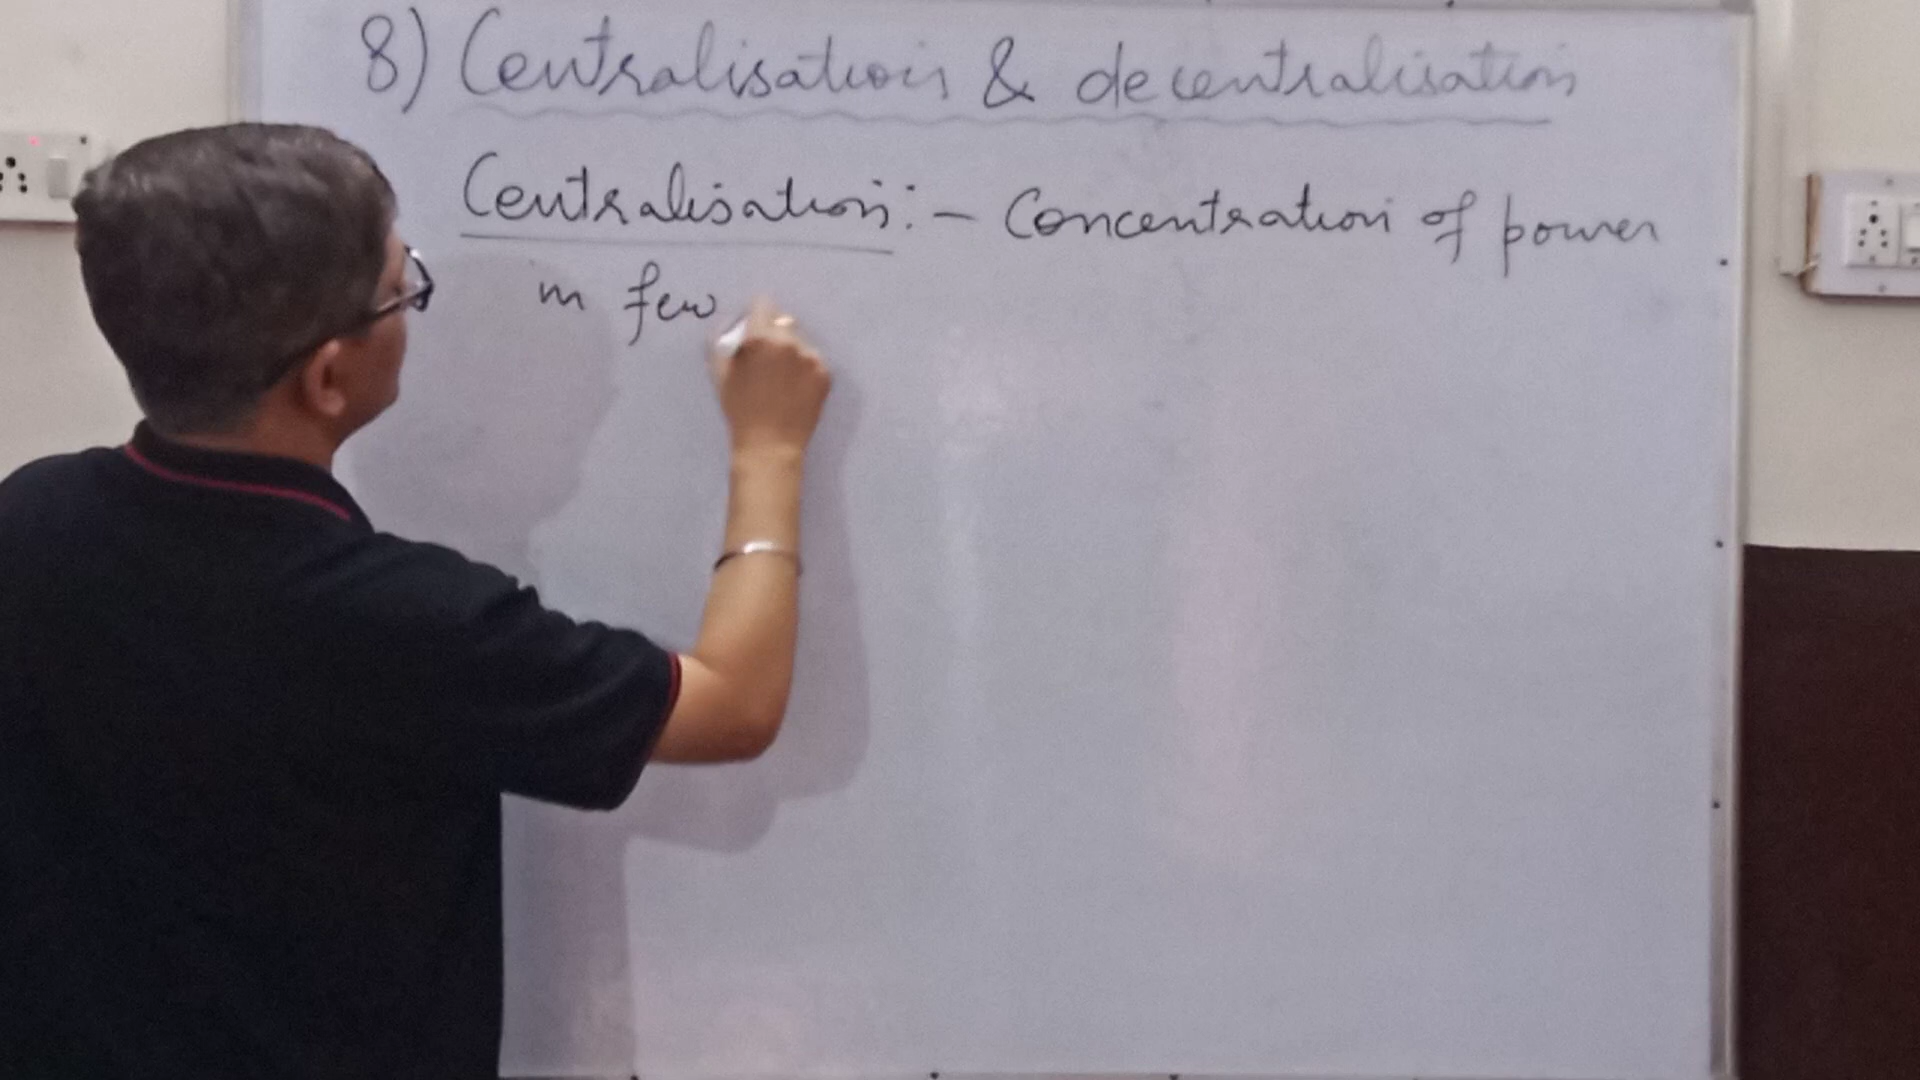 8) Centralisation & decentralisation
Centralisation:- Concentration of power
in few